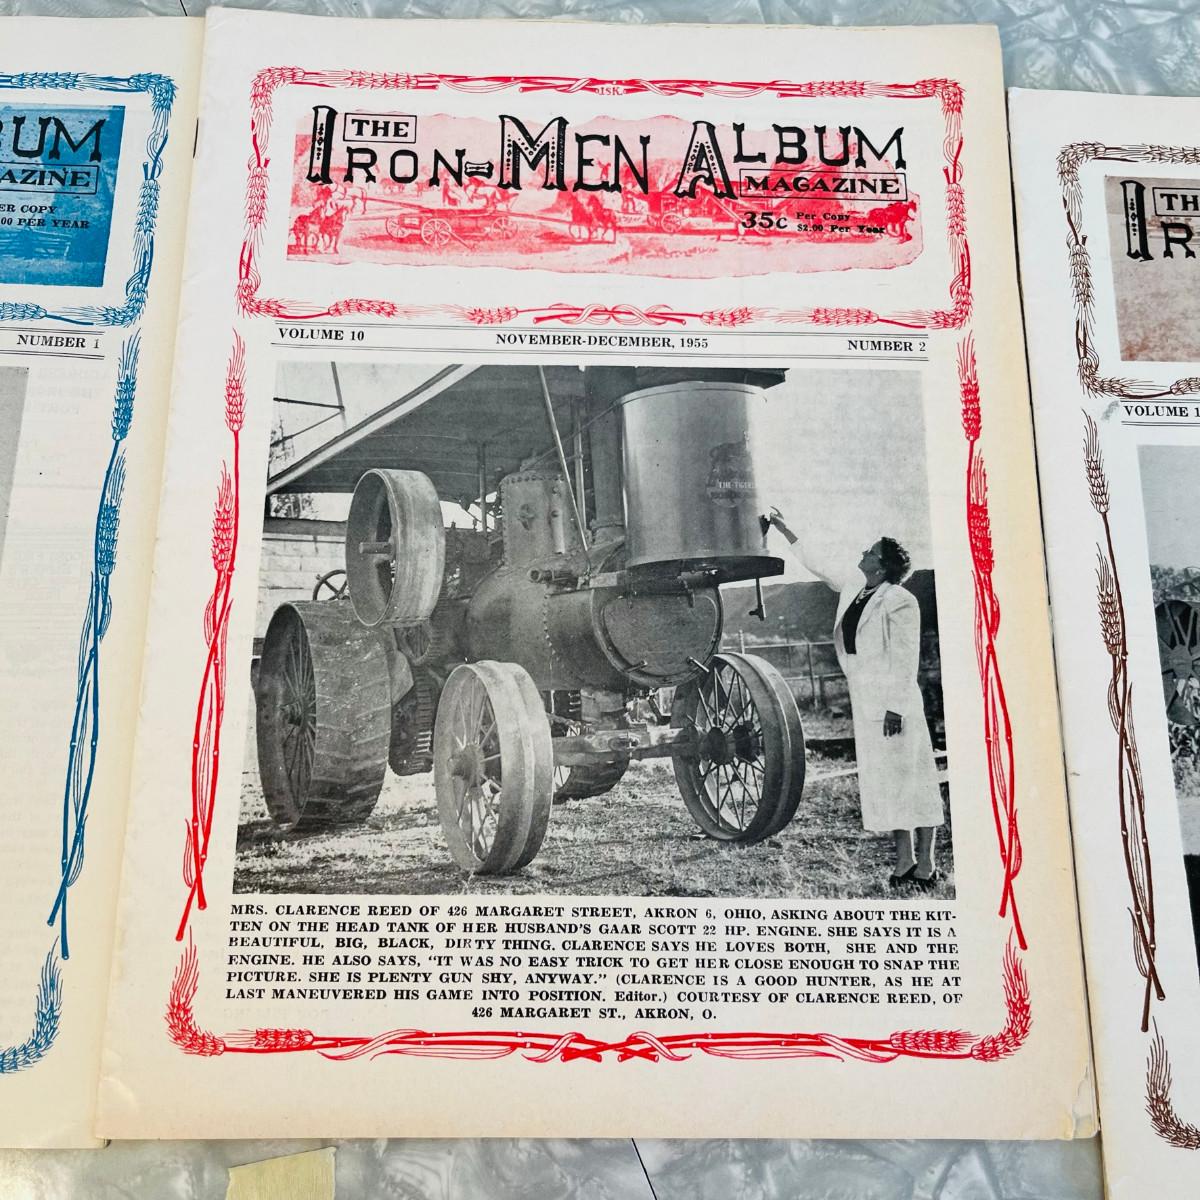 BUM
AZINE
ER COPY
00 PER YEAR
NUMBER 1
ISK.
THE
IRON-MEN ALBUM
MAGAZINE
35c Per Copy
$2.00 Per Year
VOLUME 10 NOVEMBER-DECEMBER, 1955 NUMBER 2
MRS. CLARENCE REED OF 426 MARGARET STREET, AKRON 6, OHIO, ASKING ABOUT THE KIT-
TEN ON THE HEAD TANK OF HER HUSBAND'S GAAR SCOTT 22 HP. ENGINE. SHE SAYS IT IS A
BEAUTIFUL, BIG, BLACK, DIRTY THING. CLARENCE SAYS HE LOVES BOTH, SHE AND THE
ENGINE. HE ALSO SAYS, "IT WAS NO EASY TRICK TO GET HER CLOSE ENOUGH TO SNAP THE
PICTURE. SHE IS PLENTY GUN SHY, ANYWAY." (CLARENCE IS A GOOD HUNTER, AS HE AT
LAST MANEUVERED HIS GAME INTO POSITION. Editor.) COURTESY OF CLARENCE REED, OF
426 MARGARET ST., AKRON, O.
TH
IR
VOLUME 1